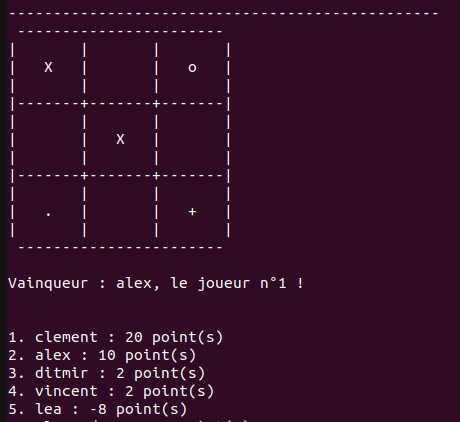 ------------------------------------------------
 -----------------------
|       |       |       |
|   X   |       |   o   |
|       |       |       |
|-------+-------+-------|
|       |       |       |
|       |   X   |       |
|       |       |       |
|-------+-------+-------|
|       |       |       |
|   .   |       |   +   |
|       |       |       |
 -----------------------
Vainqueur : alex, le joueur n°1 !
1. clement : 20 point(s)
2. alex : 10 point(s)
3. ditmir : 2 point(s)
4. vincent : 2 point(s)
5. lea : -8 point(s)